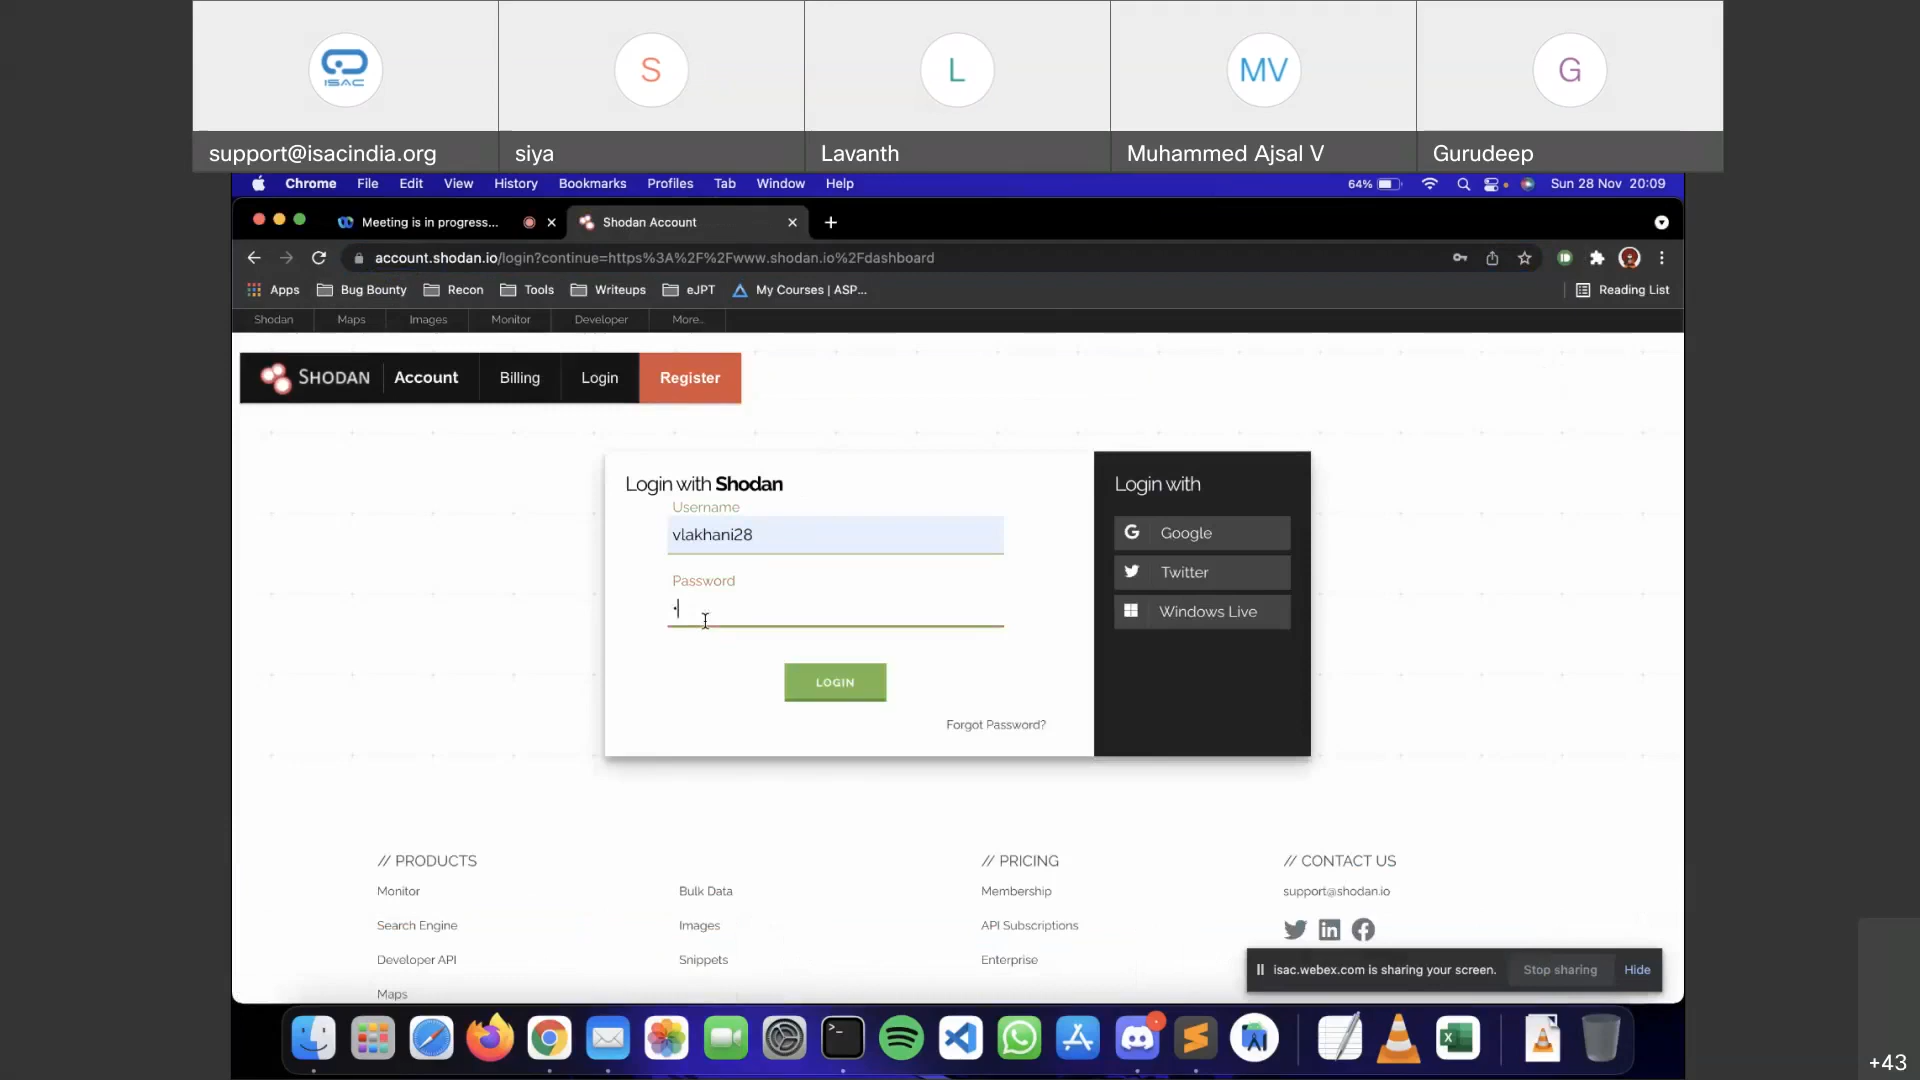 ISAC
S
L
MV
G
support@isacindia.org
siya
Lavanth
Muhammed Ajsal V
Gurudeep
Chrome File Edit View History Bookmarks Profiles Tab Window Help
64% Sun 28 Nov 20:09
Meeting is in progress...
Shodan Account
account.shodan.io/login?continue=https%3A%2F%2Fwww.shodan.io%2Fdashboard
Apps Bug Bounty Recon Tools Writeups eJPT My Courses | ASP...
Reading List
Shodan Maps Images Monitor Developer More...
SHODAN Account Billing Login Register
Login with Shodan
Username
vlakhani28
Password
LOGIN
Forgot Password?
Login with
Google
Twitter
Windows Live
// PRODUCTS
Monitor
Search Engine
Developer API
Maps
Bulk Data
Images
Snippets
// PRICING
Membership
API Subscriptions
Enterprise
// CONTACT US
support@shodan.io
isac.webex.com is sharing your screen. Stop sharing Hide
+43